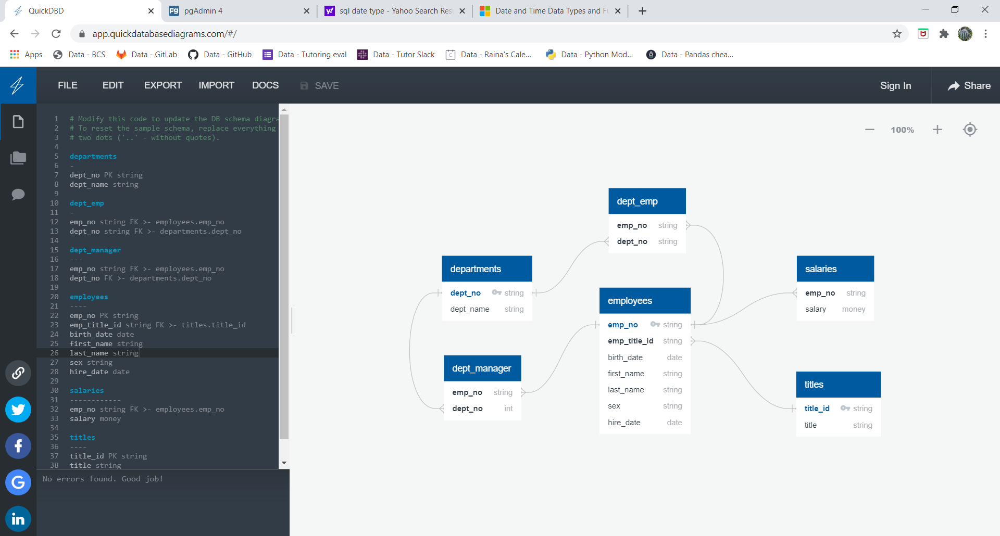 QuickDBD
pgAdmin 4
sql date type - Yahoo Search Res
Date and Time Data Types and Fu
app.quickdatabasediagrams.com/#/
Apps
Data - BCS
Data - GitLab
Data - GitHub
Data - Tutoring eval
Data - Tutor Slack
Data - Raina's Cale...
Data - Python Mod...
Data - Pandas chea...
FILE
EDIT
EXPORT
IMPORT
DOCS
SAVE
Sign In
Share
1 # Modify this code to update the DB schema diagra
2 # To reset the sample schema, replace everything
3 # two dots ('..' - without quotes).
4
5 departments
6 -
7 dept_no PK string
8 dept_name string
9
10 dept_emp
11 -
12 emp_no string FK >- employees.emp_no
13 dept_no string FK >- departments.dept_no
14
15 dept_manager
16 ---
17 emp_no string FK >- employees.emp_no
18 dept_no FK >- departments.dept_no
19
20 employees
21 ----
22 emp_no PK string
23 emp_title_id string FK >- titles.title_id
24 birth_date date
25 first_name string
26 last_name string
27 sex string
28 hire_date date
29
30 salaries
31 ------------
32 emp_no string FK >- employees.emp_no
33 salary money
34
35 titles
36 ----
37 title_id PK string
38 title string
No errors found. Good job!
100%
dept_emp
emp_no string
dept_no string
departments
dept_no string
dept_name string
employees
emp_no string
emp_title_id string
birth_date date
first_name string
last_name string
sex string
hire_date date
salaries
emp_no string
salary money
dept_manager
emp_no string
dept_no int
titles
title_id string
title string